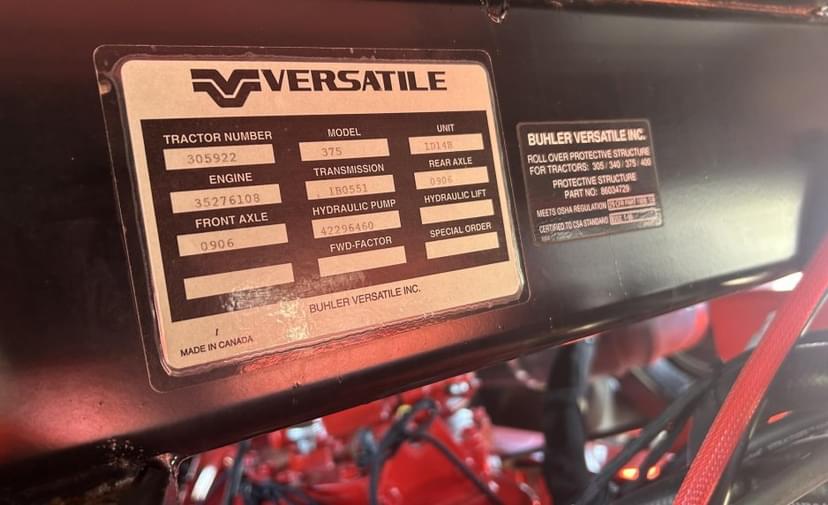 VERSATILE
TRACTOR NUMBER MODEL UNIT
305922 375 1D14B
ENGINE TRANSMISSION REAR AXLE
35276108 1B0551 0906
FRONT AXLE HYDRAULIC PUMP HYDRAULIC LIFT
0906 42296460
FWD-FACTOR SPECIAL ORDER
BUHLER VERSATILE INC.
MADE IN CANADA
BUHLER VERSATILE INC.
ROLL OVER PROTECTIVE STRUCTURE
FOR TRACTORS: 305 / 340 / 375 / 400
PROTECTIVE STRUCTURE
PART NO: 86034729
MEETS OSHA REGULATION
CERTIFIED TO CSA STANDARD